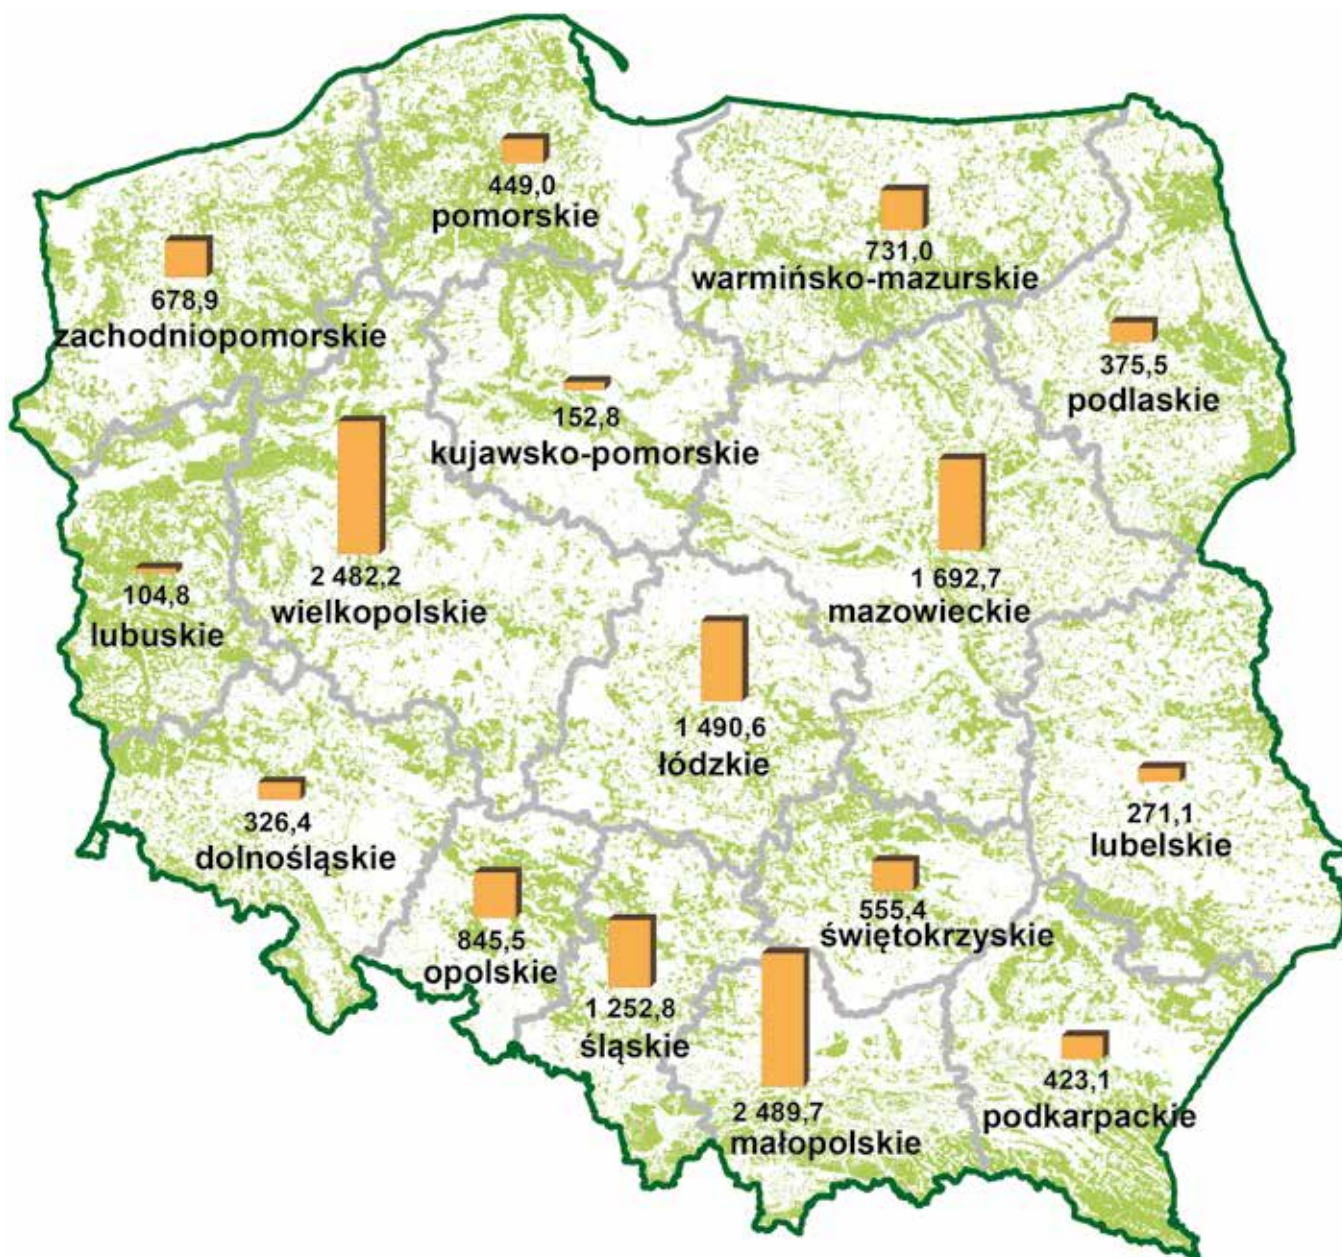 449,0
pomorskie
731,0
warmińsko-mazurskie
678,9
zachodniopomorskie
375,5
podlaskie
152,8
kujawsko-pomorskie
2 482,2
wielkopolskie
1 692,7
mazowieckie
104,8
lubuskie
1 490,6
łódzkie
326,4
dolnośląskie
271,1
lubelskie
845,5
opolskie
555,4
świętokrzyskie
1 252,8
śląskie
2 489,7
małopolskie
423,1
podkarpackie